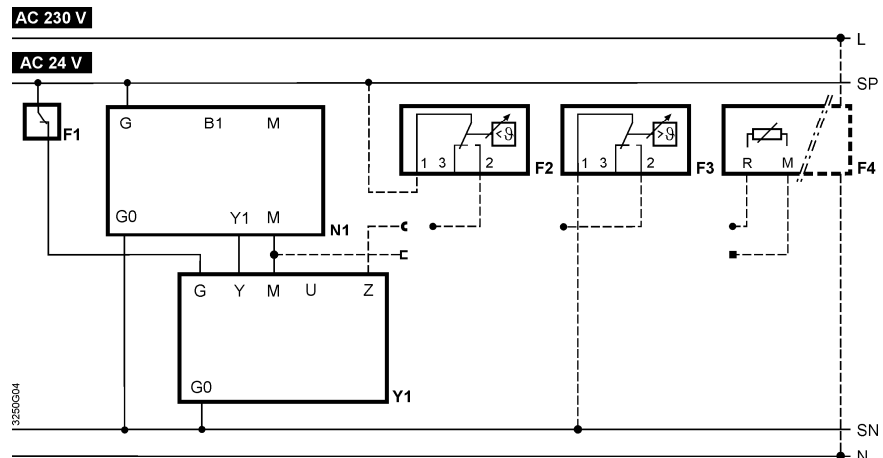 AC 230 V
L
AC 24 V
SP
F1
G B1 M
G0 Y1 M
N1
1 3 2
<ϑ
F2
1 3 2
>ϑ
F3
R M
F4
G Y M U Z
G0
Y1
3250G04
SN
N